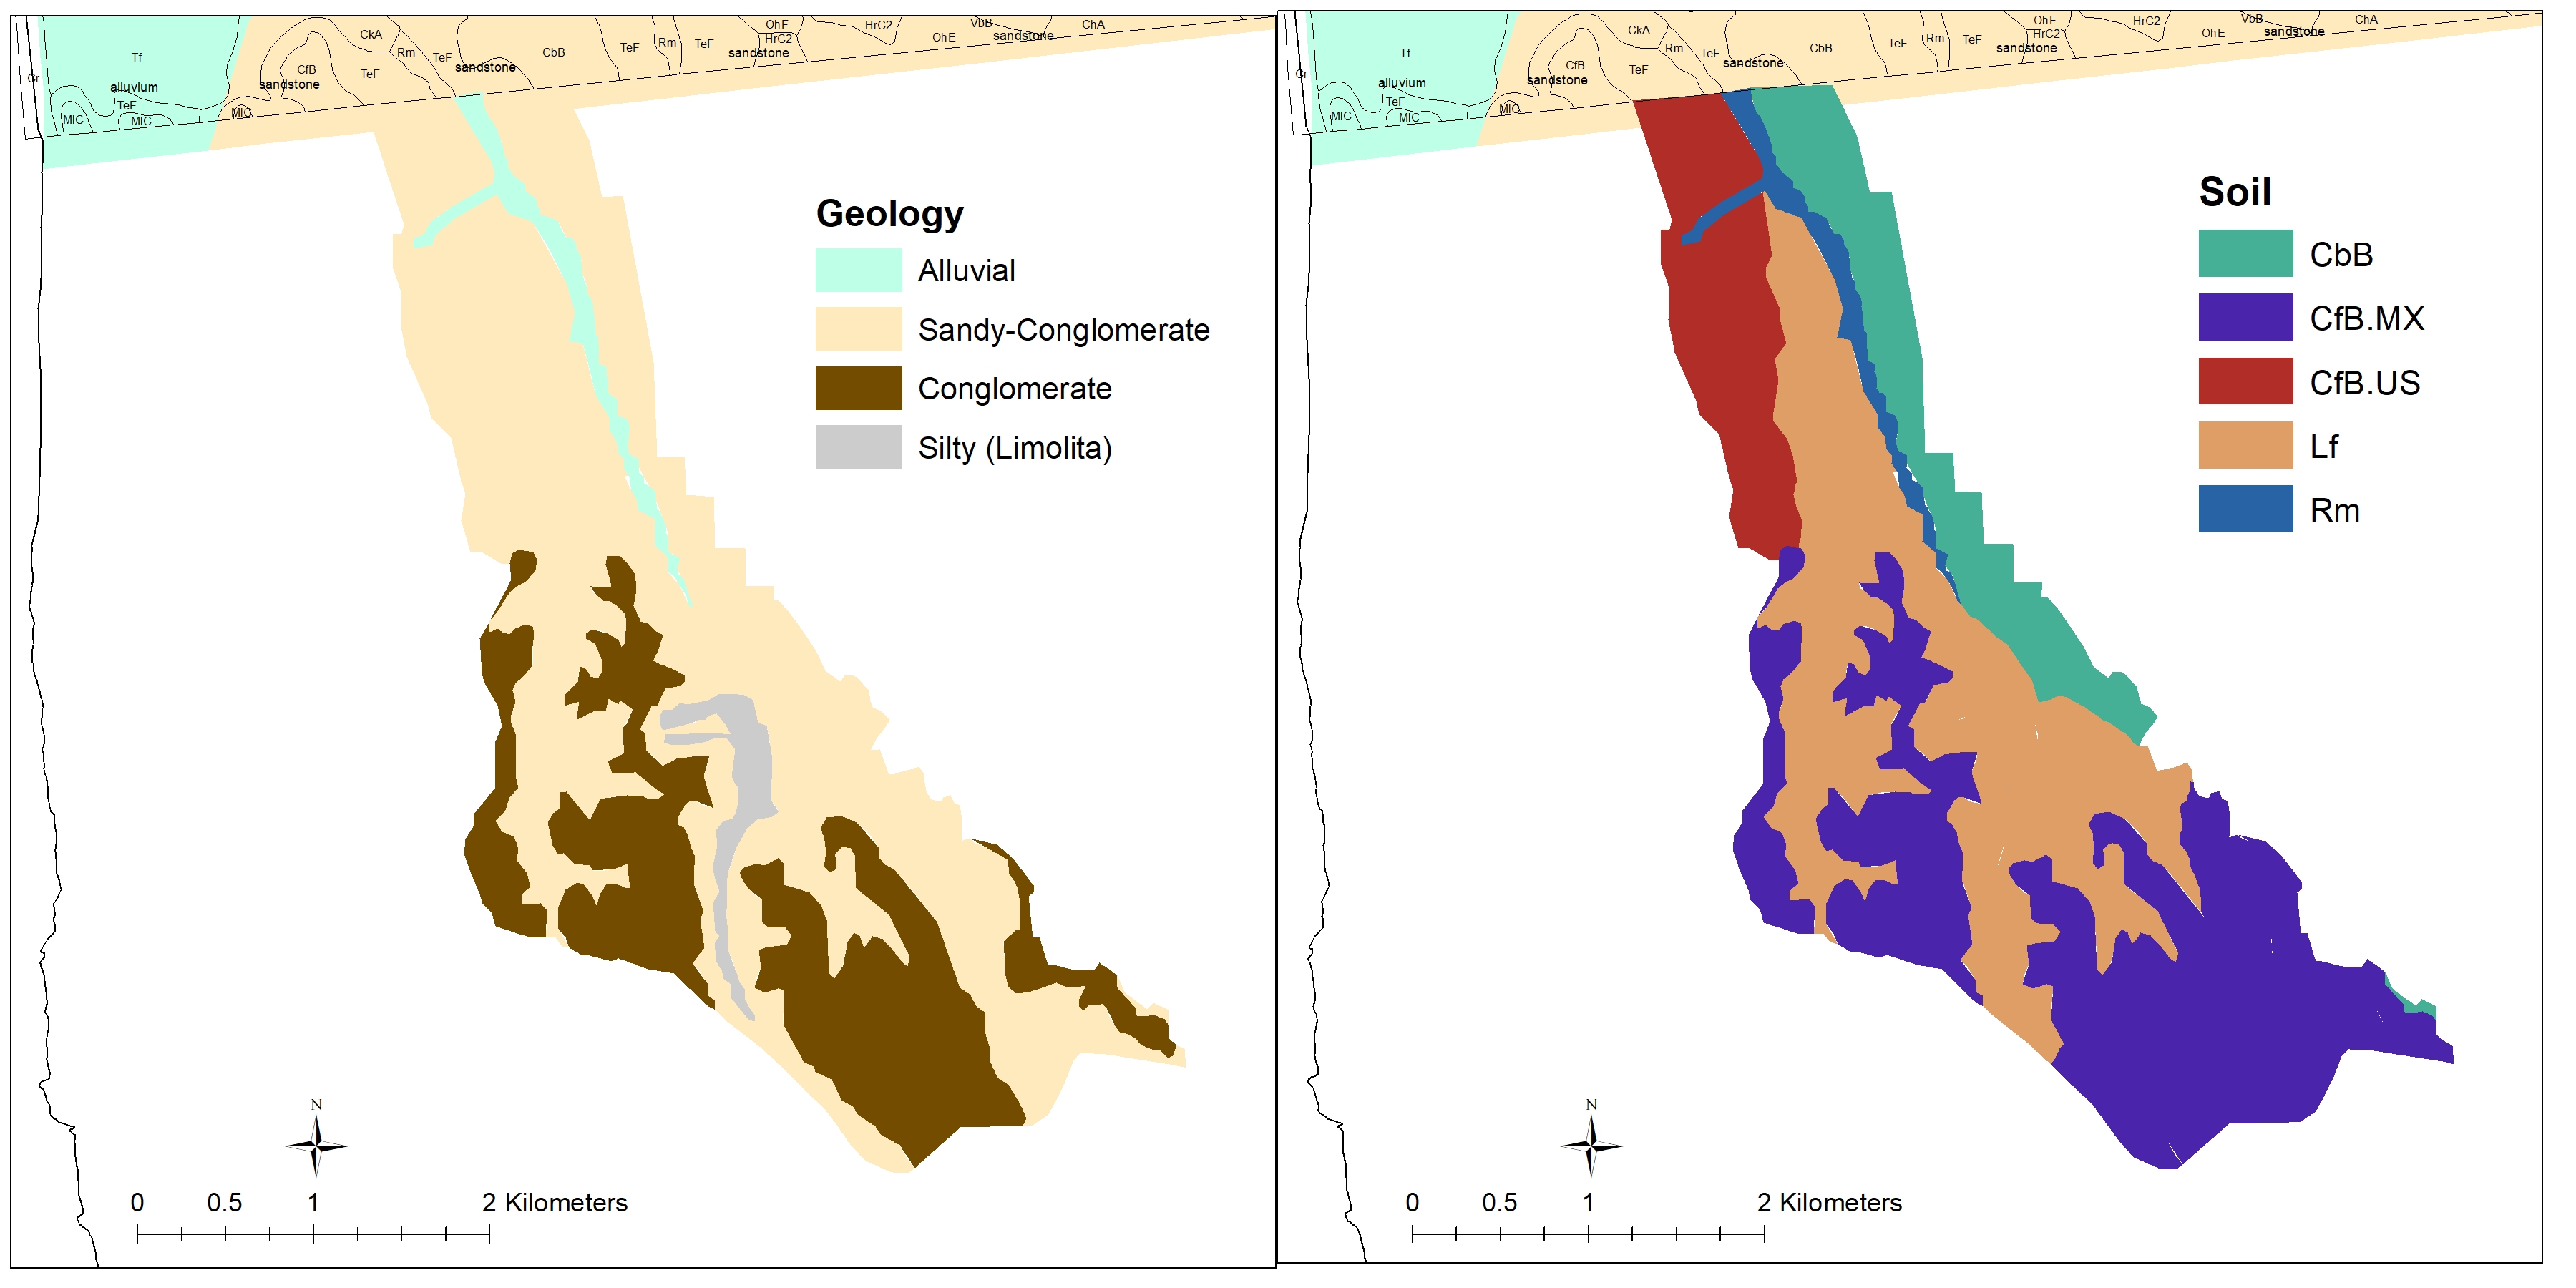 CkA
OhF
HrC2
VbB
ChA
Tf
Rm
TeF
CbB
TeF
Rm
TeF
HrC2
OhE
sandstone
Cr
CfB
TeF
sandstone
sandstone
alluvium
sandstone
TeF
MIC
MIC
MIC
Geology
Alluvial
Sandy-Conglomerate
Conglomerate
Silty (Limolita)
N
0 0.5 1 2 Kilometers
CkA
OhF
HrC2
VbB
ChA
Tf
Rm
TeF
CbB
TeF
Rm
TeF
HrC2
OhE
sandstone
Cr
CfB
TeF
sandstone
sandstone
alluvium
sandstone
TeF
MIC
MIC
MIC
Soil
CbB
CfB.MX
CfB.US
Lf
Rm
N
0 0.5 1 2 Kilometers